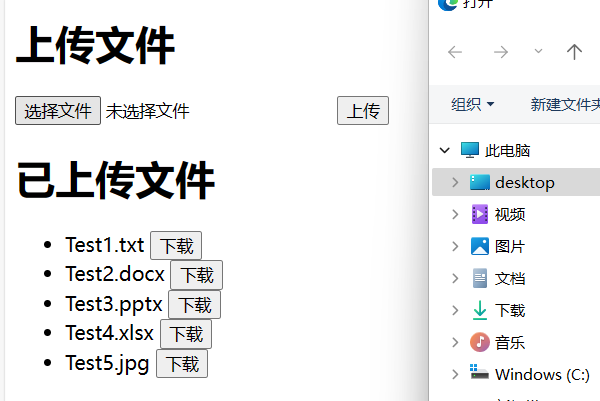 上传文件
选择文件 未选择文件 上传
已上传文件
Test1.txt 下载
Test2.docx 下载
Test3.pptx 下载
Test4.xlsx 下载
Test5.jpg 下载
打开
组织 新建文件夹
此电脑
desktop
视频
图片
文档
下载
音乐
Windows (C:)